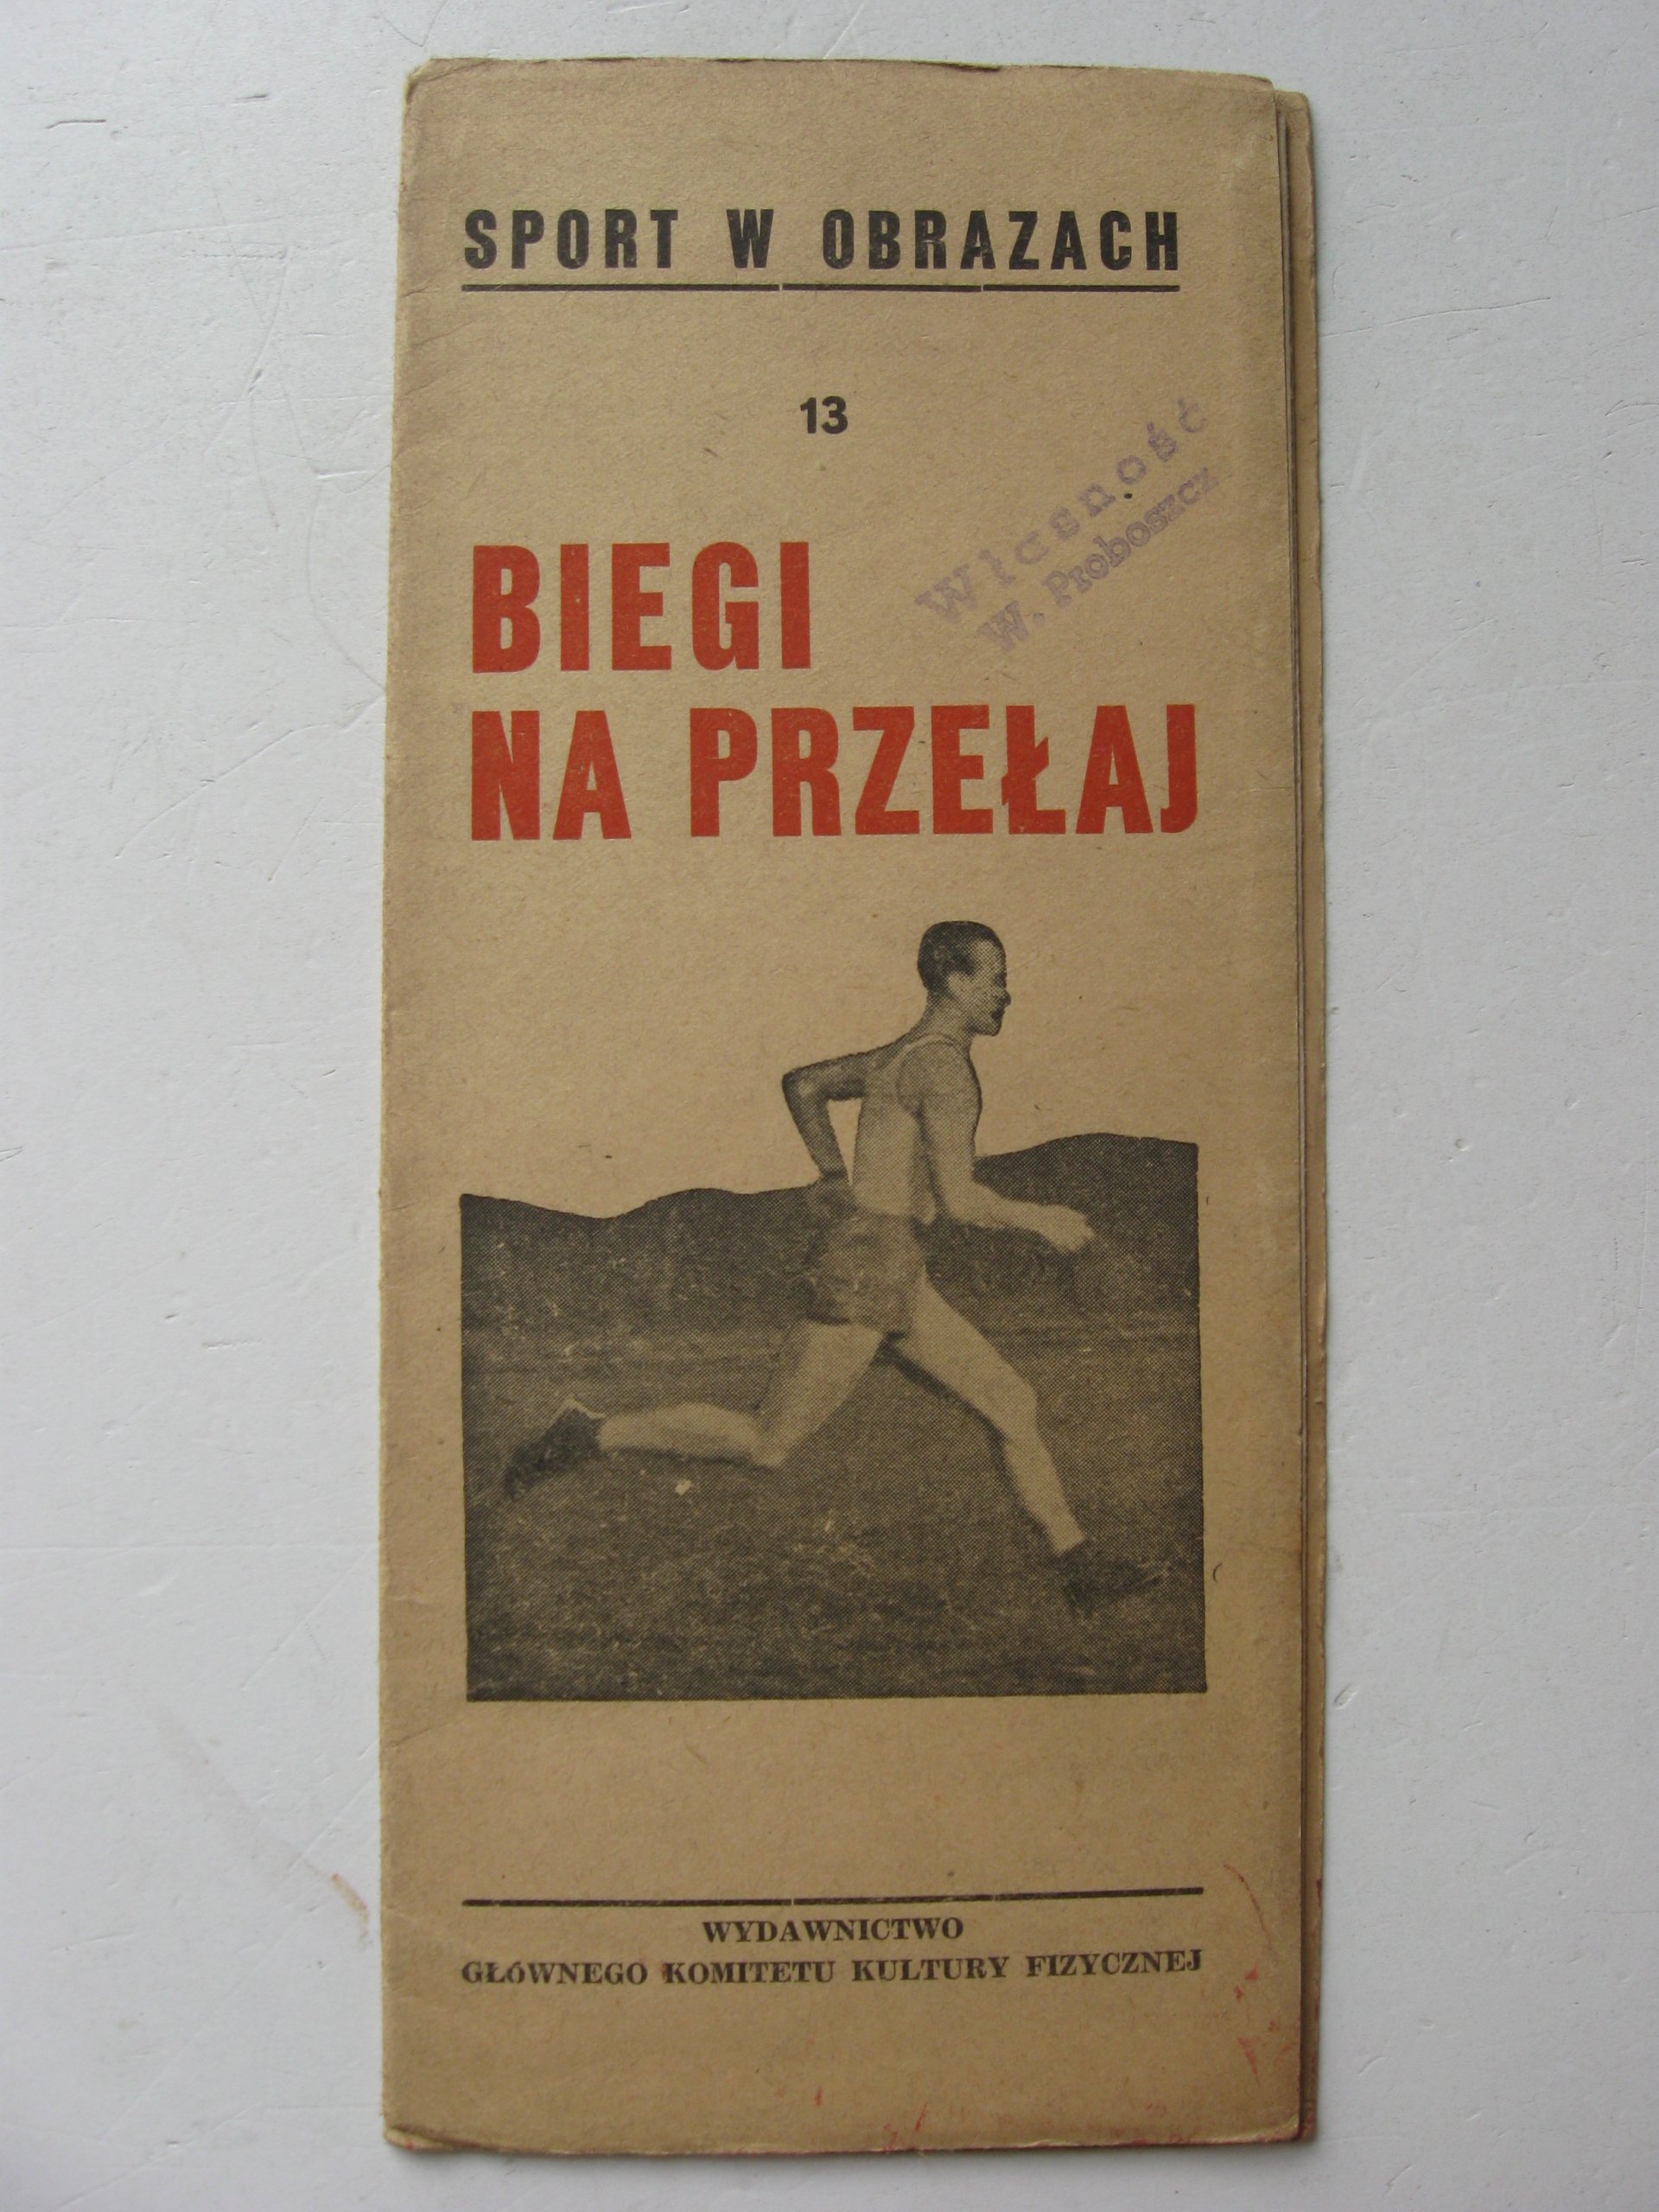 SPORT W OBRAZACH
13
Własność
W. Proboszcz
BIEGI
NA PRZEŁAJ
WYDAWNICTWO
GŁÓWNEGO KOMITETU KULTURY FIZYCZNEJ